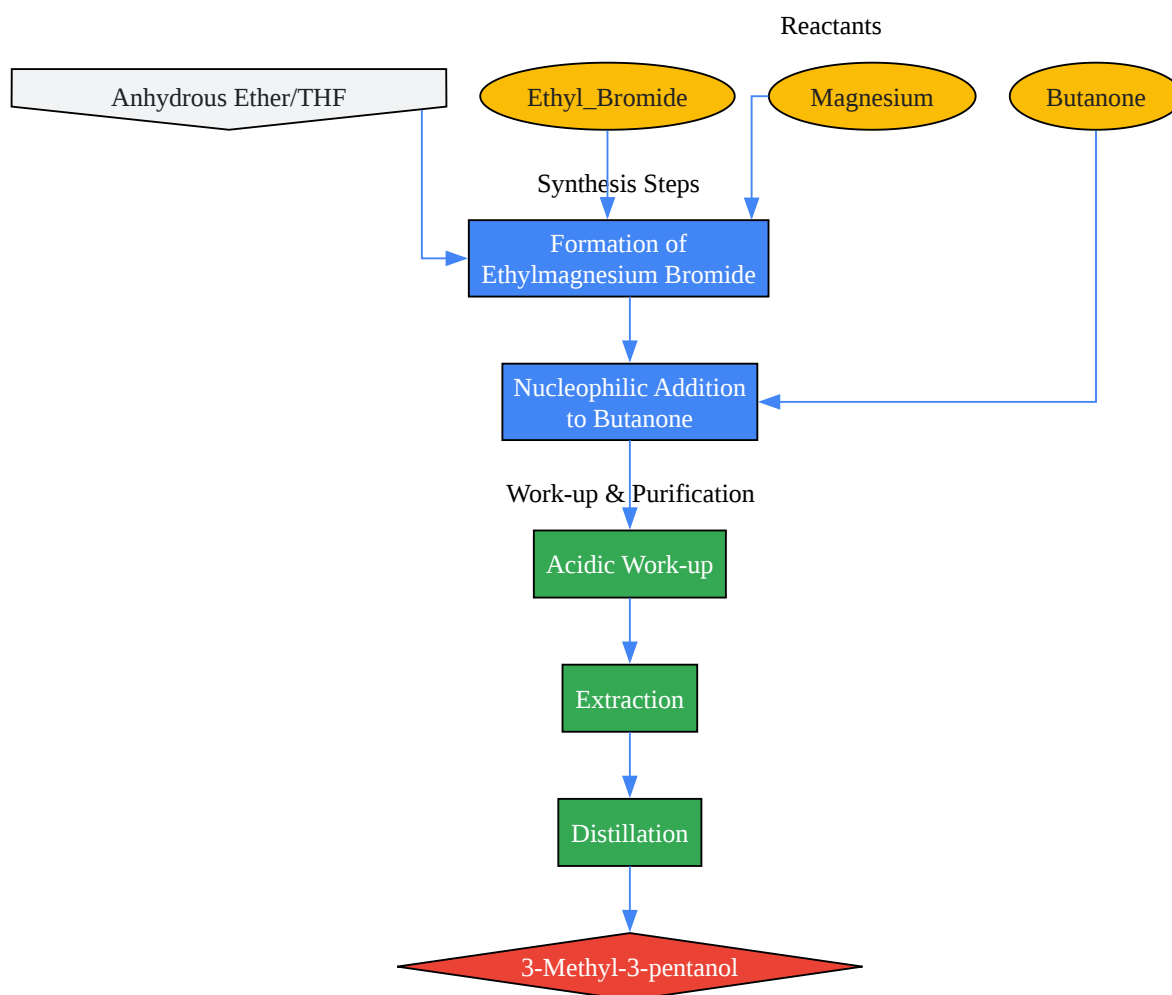 Reactants
Anhydrous Ether/THF
Ethyl_Bromide
Magnesium
Butanone
Synthesis Steps
Formation of
Ethylmagnesium Bromide
Nucleophilic Addition
to Butanone
Work-up & Purification
Acidic Work-up
Extraction
Distillation
3-Methyl-3-pentanol